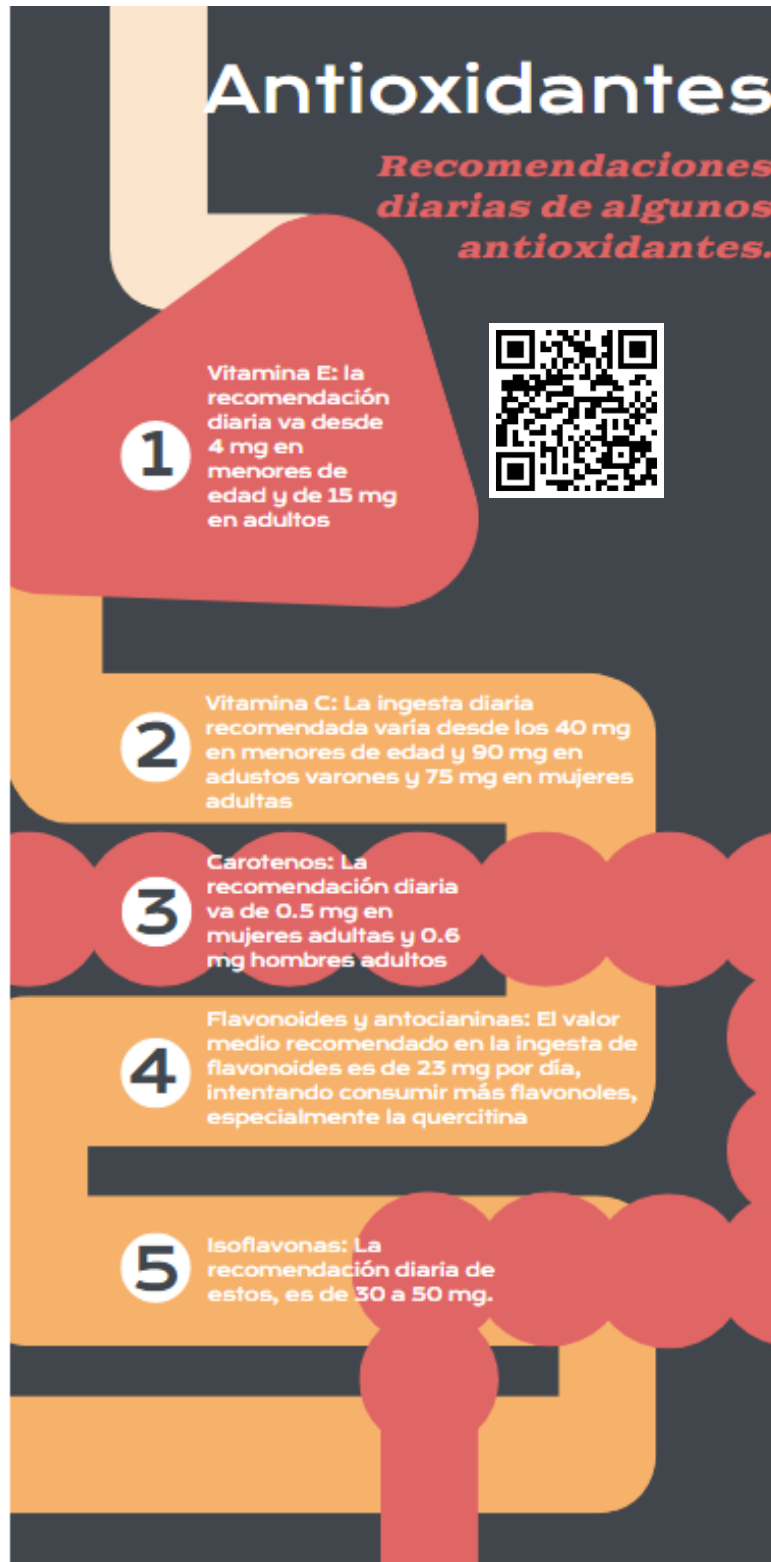 Antioxidantes
Recomendaciones
diarias de algunos
antioxidantes.
1
Vitamina E: la
recomendación
diaria va desde
4 mg en
menores de
edad y de 15 mg
en adultos
2
Vitamina C: La ingesta diaria
recomendada varía desde los 40 mg
en menores de edad y 90 mg en
adustos varones y 75 mg en mujeres
adultas
3
Carotenos: La
recomendación diaria
va de 0.5 mg en
mujeres adultas y 0.6
mg hombres adultos
4
Flavonoides y antocianinas: El valor
medio recomendado en la ingesta de
flavonoides es de 23 mg por día,
intentando consumir más flavonoles,
especialmente la quercitina
5
Isoflavonas: La
recomendación diaria de
estos, es de 30 a 50 mg.